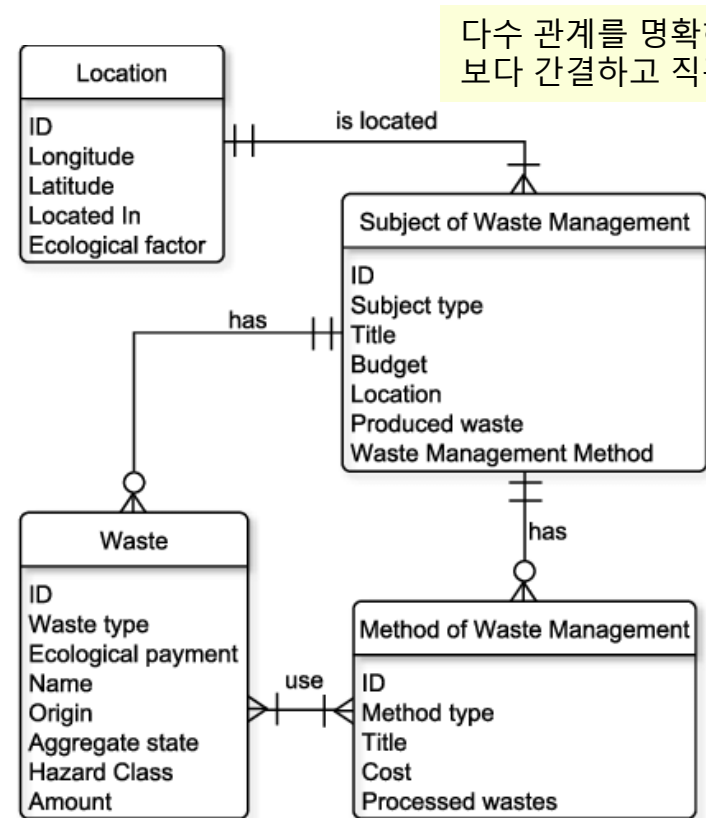 다수 관계를 명확
보다 간결하고
Location
ID
Longitude
Latitude
Located In
Ecological factor
is located
Subject of Waste Management
ID
Subject type
Title
Budget
Location
Produced waste
Waste Management Method
has
has
Waste
ID
Waste type
Ecological payment
Name
Origin
Aggregate state
Hazard Class
Amount
use
Method of Waste Management
ID
Method type
Title
Cost
Processed wastes